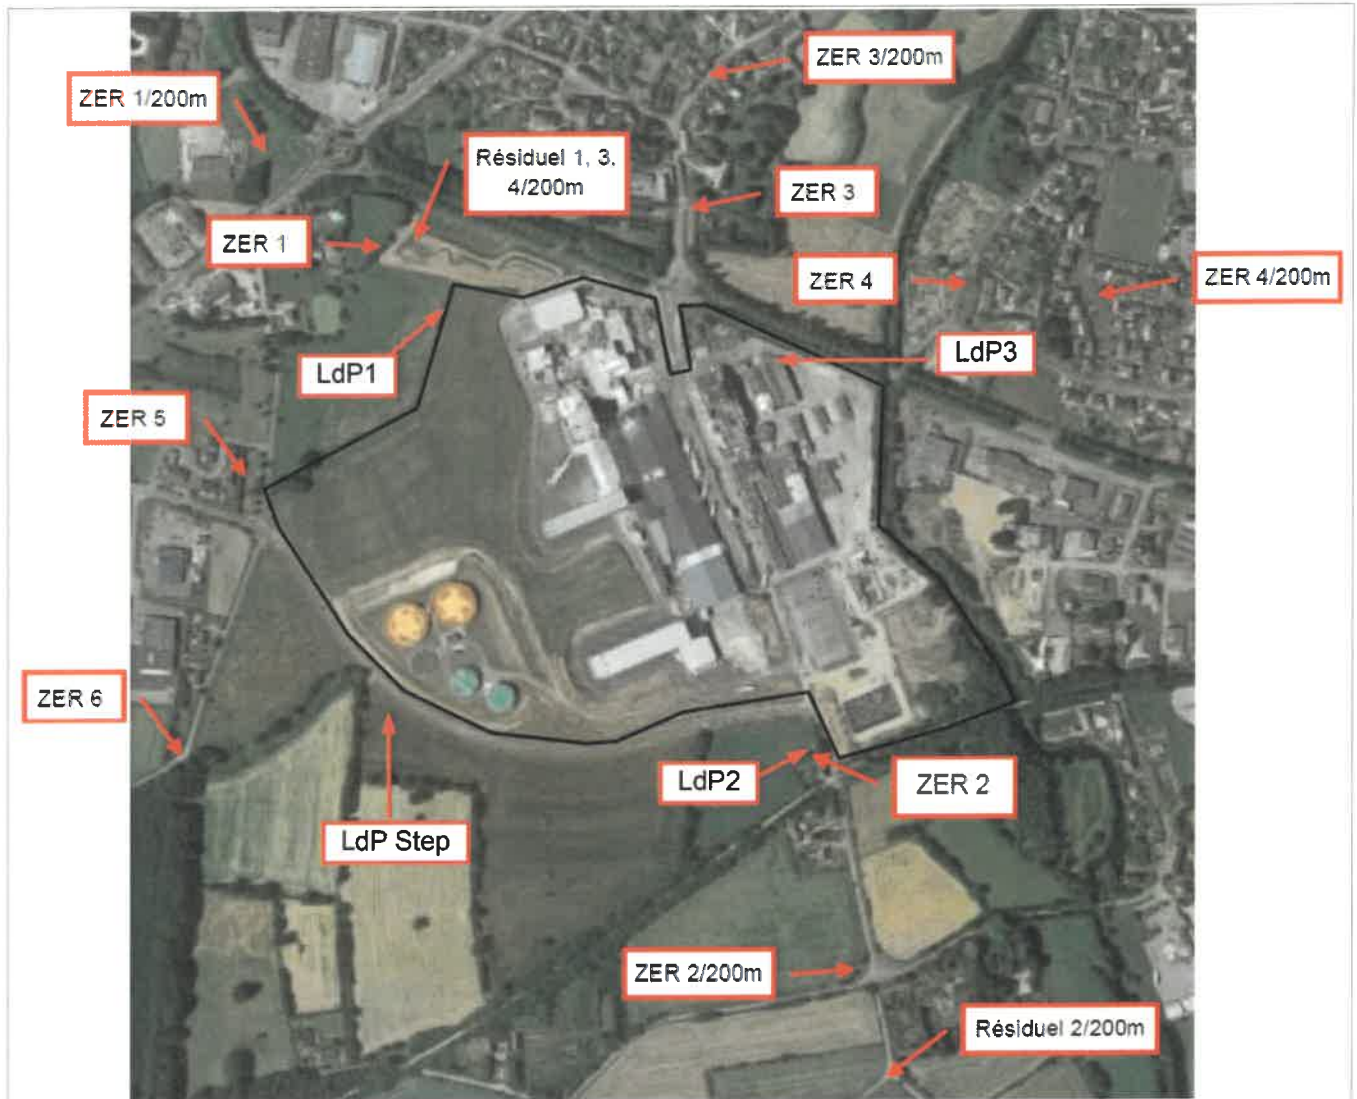 ZER 3/200m
ZER 1/200m
Résiduel 1, 3.
4/200m
ZER 3
ZER 1
ZER 4
ZER 4/200m
LdP3
LdP1
ZER 5
ZER 6
LdP2
ZER 2
LdP Step
ZER 2/200m
Résiduel 2/200m